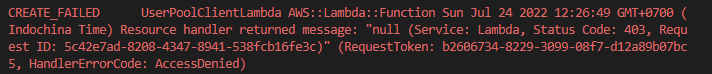 CREATE_FAILED UserPoolClientLambda AWS::Lambda::Function Sun Jul 24 2022 12:26:49 GMT+0700 (
Indochina Time) Resource handler returned message: "null (Service: Lambda, Status Code: 403, Requ
est ID: 5c42e7ad-8208-4347-8941-538fcb16fe3c)" (RequestToken: b2606734-8229-3099-08f7-d12a89b07bc
5, HandlerErrorCode: AccessDenied)